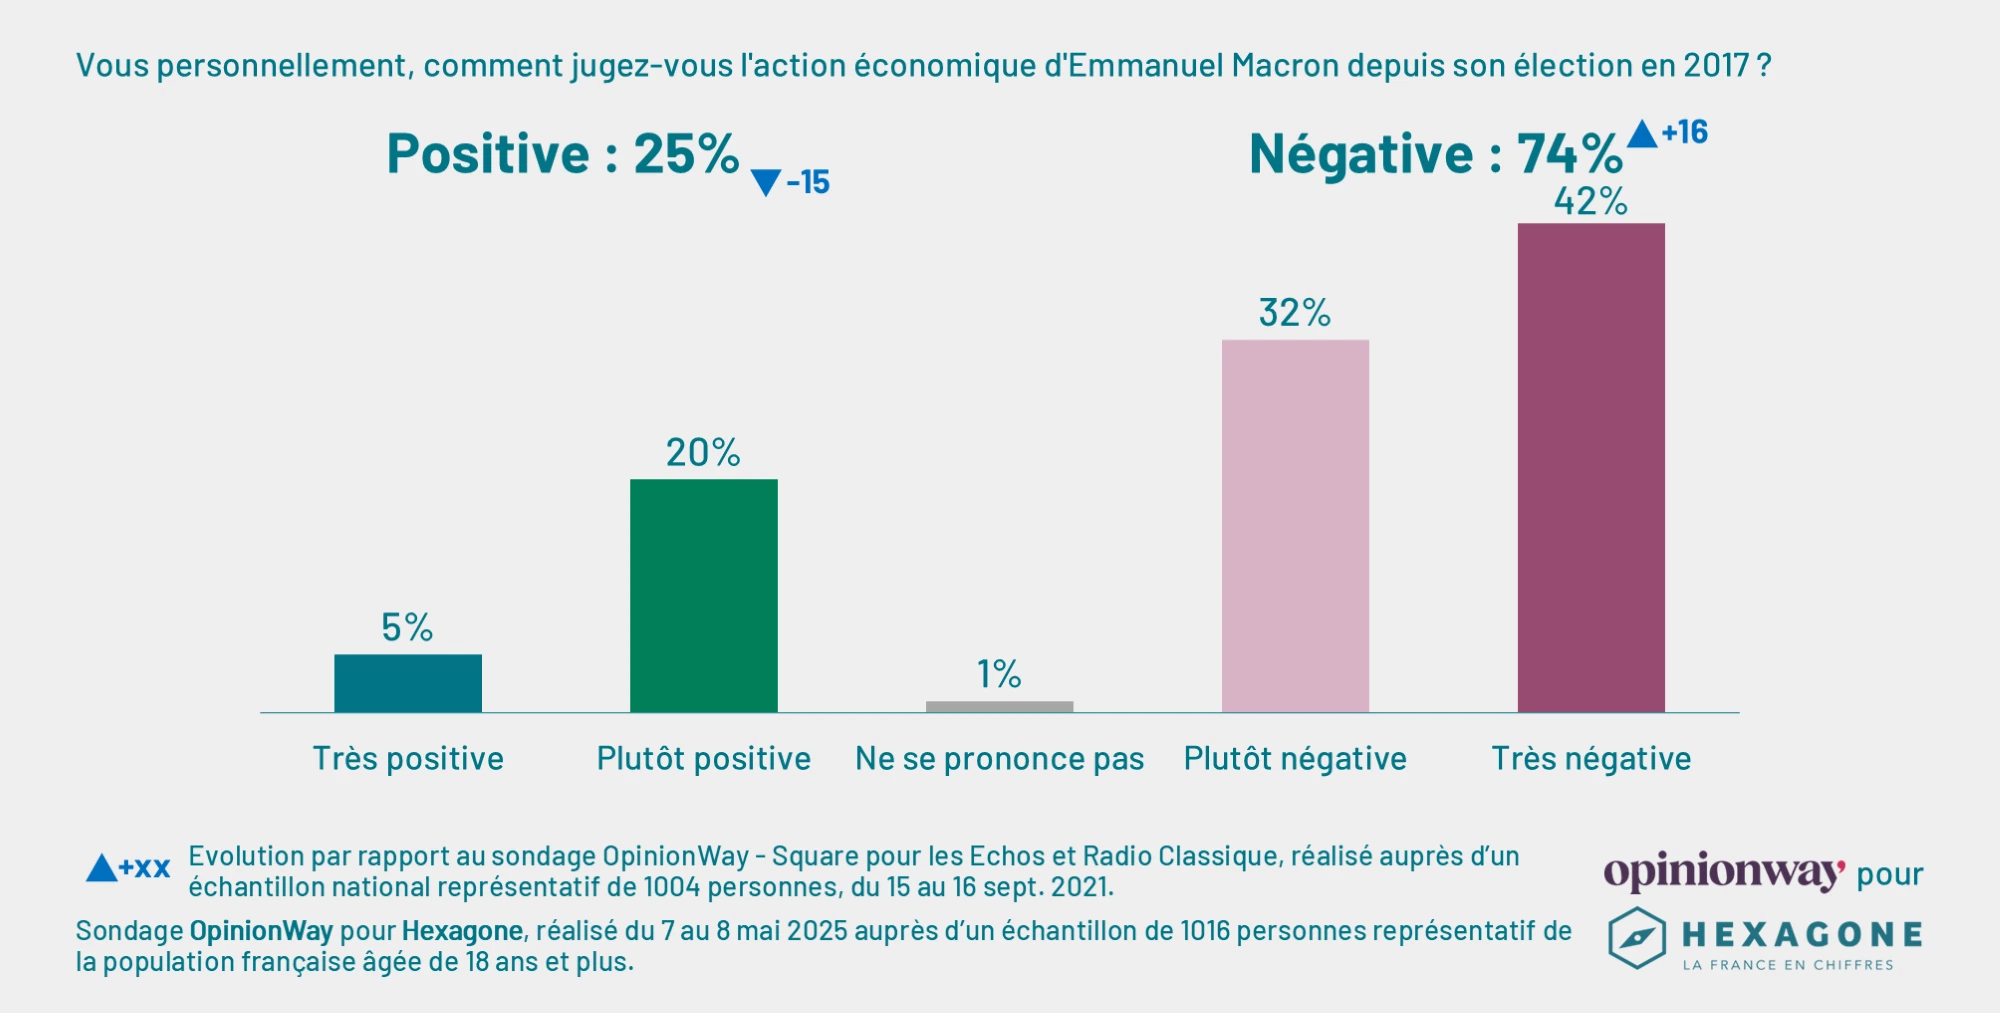 Vous personnellement, comment jugez-vous l'action économique d'Emmanuel Macron depuis son élection en 2017 ?
Positive : 25%
▼-15
Négative : 74%
▲+16
5%
20%
1%
32%
42%
Très positive
Plutôt positive
Ne se prononce pas
Plutôt négative
Très négative
▲+xx
Evolution par rapport au sondage OpinionWay - Square pour les Echos et Radio Classique, réalisé auprès d’un
échantillon national représentatif de 1004 personnes, du 15 au 16 sept. 2021.
Sondage OpinionWay pour Hexagone, réalisé du 7 au 8 mai 2025 auprès d’un échantillon de 1016 personnes représentatif de
la population française âgée de 18 ans et plus.
opinionway pour
HEXAGONE
LA FRANCE EN CHIFFRES